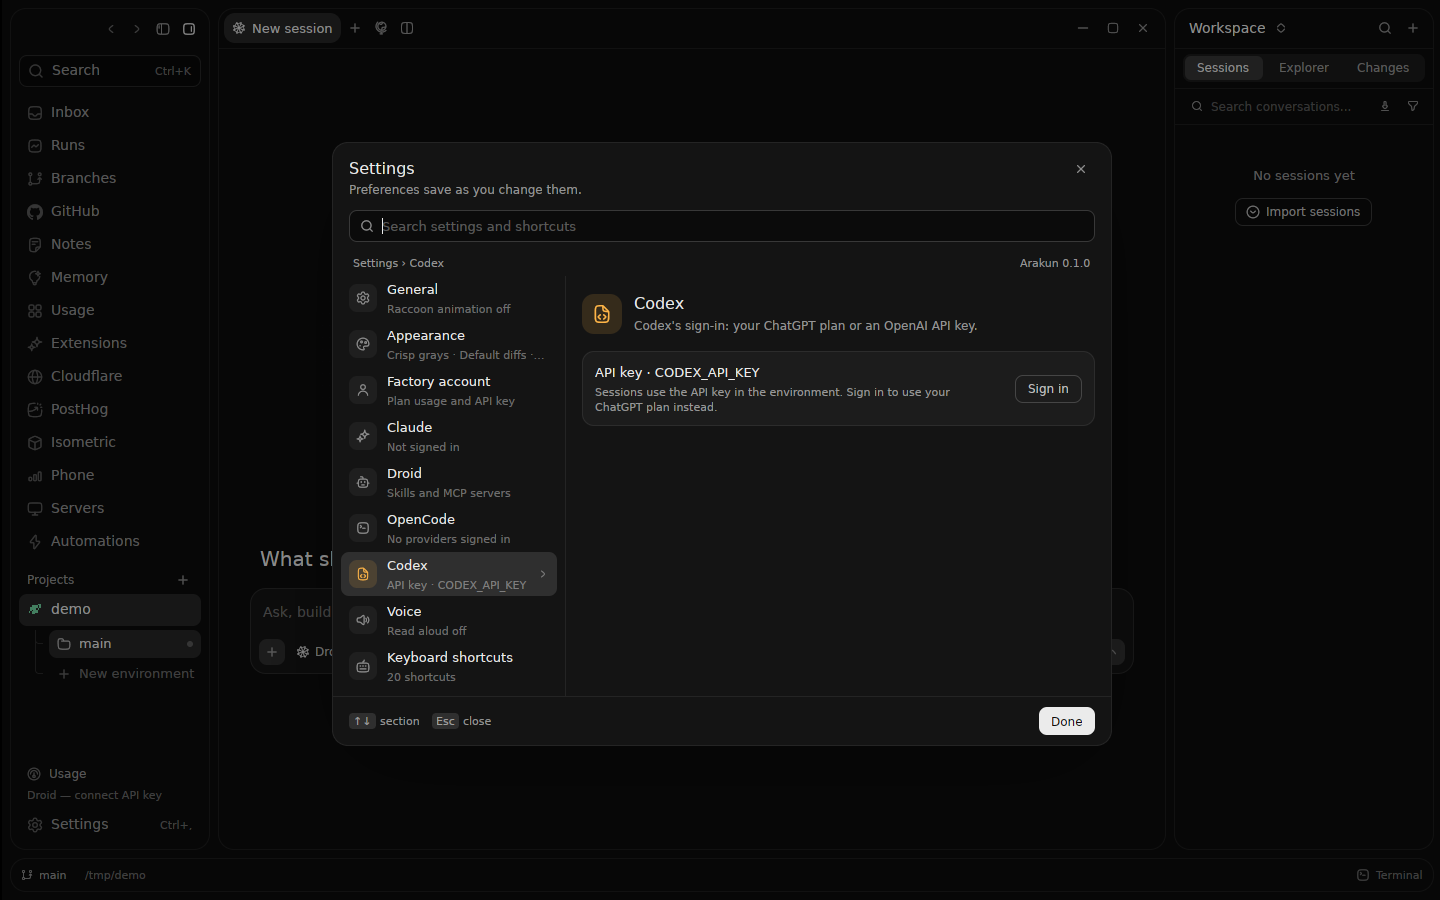 New session
Workspace
Search Ctrl+K
Sessions Explorer Changes
Search conversations...
Inbox
Runs
Branches
GitHub
Notes
Memory
Usage
Extensions
Cloudflare
PostHog
Isometric
Phone
Servers
Automations
Projects
demo
main
New environment
Usage
Droid — connect API key
Settings Ctrl+,
What sl
Ask, build
Dro
Settings
Preferences save as you change them.
Search settings and shortcuts
Settings › Codex
Arakun 0.1.0
General
Raccoon animation off
Appearance
Crisp grays · Default diffs ·...
Factory account
Plan usage and API key
Claude
Not signed in
Droid
Skills and MCP servers
OpenCode
No providers signed in
Codex
API key · CODEX_API_KEY
Voice
Read aloud off
Keyboard shortcuts
20 shortcuts
Codex
Codex's sign-in: your ChatGPT plan or an OpenAI API key.
API key · CODEX_API_KEY
Sessions use the API key in the environment. Sign in to use your
ChatGPT plan instead.
Sign in
↑↓ section Esc close
Done
No sessions yet
Import sessions
main /tmp/demo
Terminal